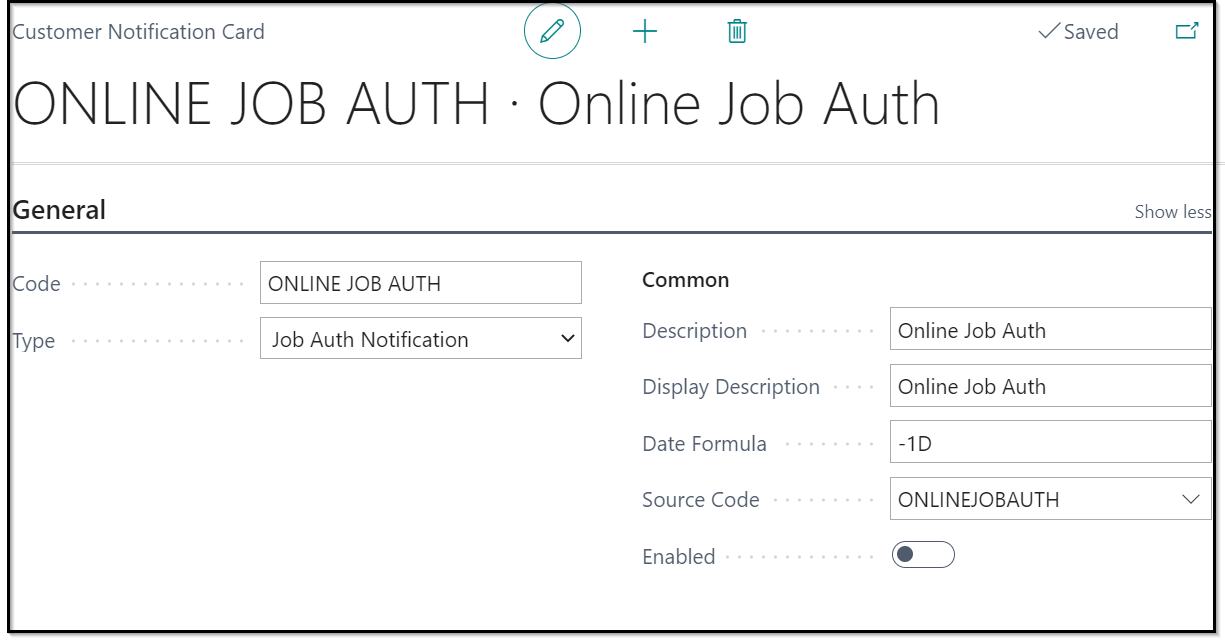 Customer Notification Card
Saved
ONLINE JOB AUTH · Online Job Auth
General
Show less
Code
ONLINE JOB AUTH
Type
Job Auth Notification
Common
Description
Online Job Auth
Display Description
Online Job Auth
Date Formula
-1D
Source Code
ONLINEJOBAUTH
Enabled